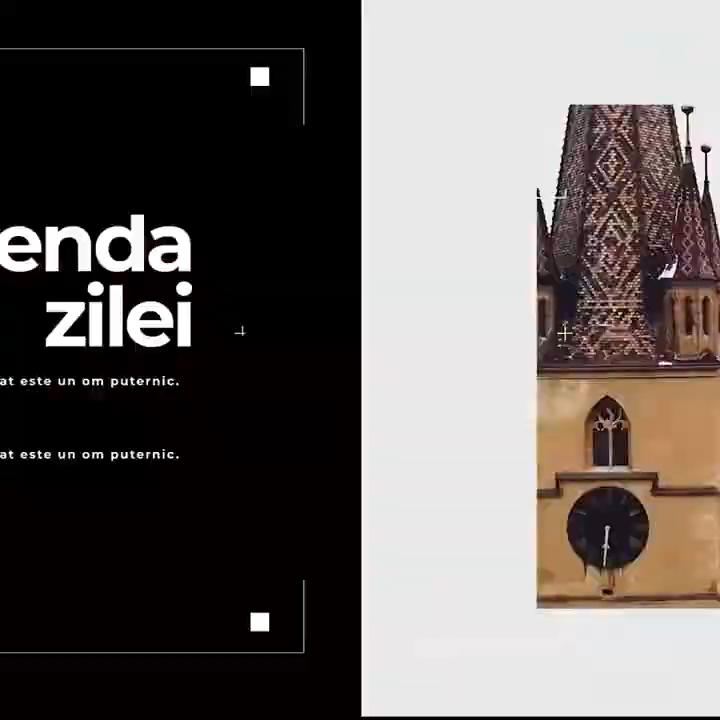 enda
zilei
at este un om puternic.
at este un om puternic.